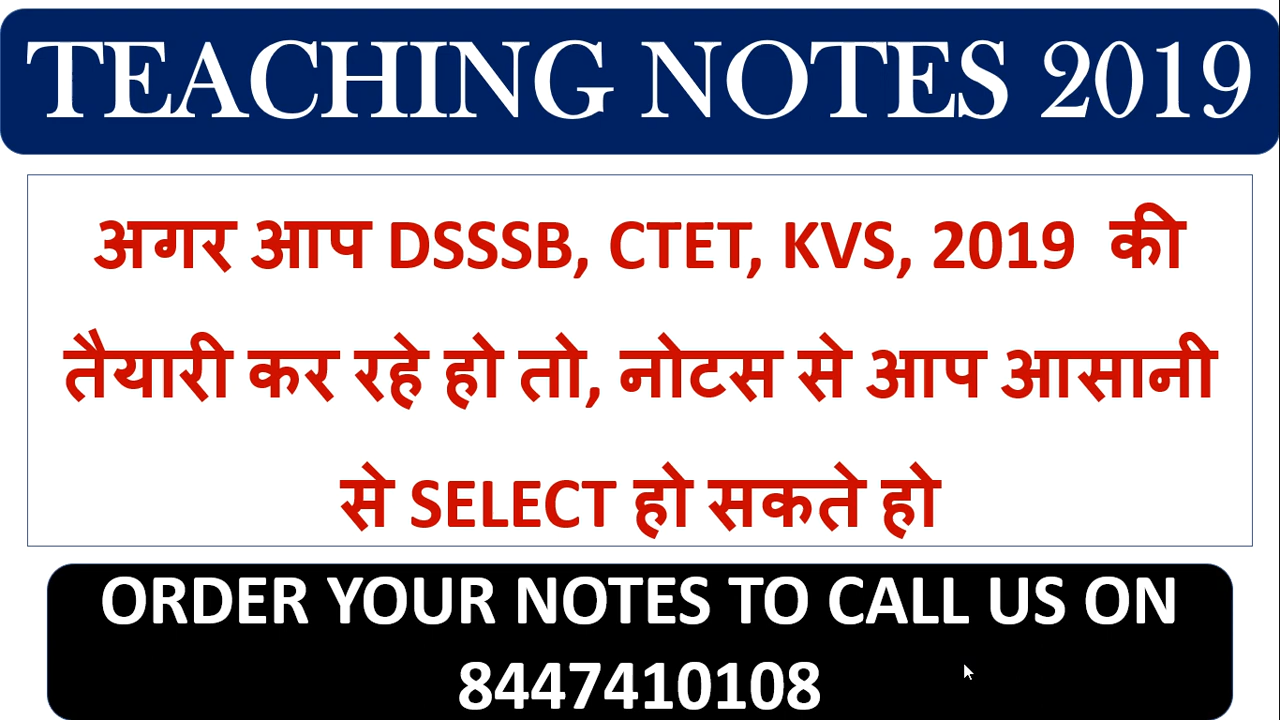 TEACHING NOTES 2019
अगर आप DSSSB, CTET, KVS, 2019 की
तैयारी कर रहे हो तो, नोटस से आप आसानी
से SELECT हो सकते हो
ORDER YOUR NOTES TO CALL US ON
8447410108